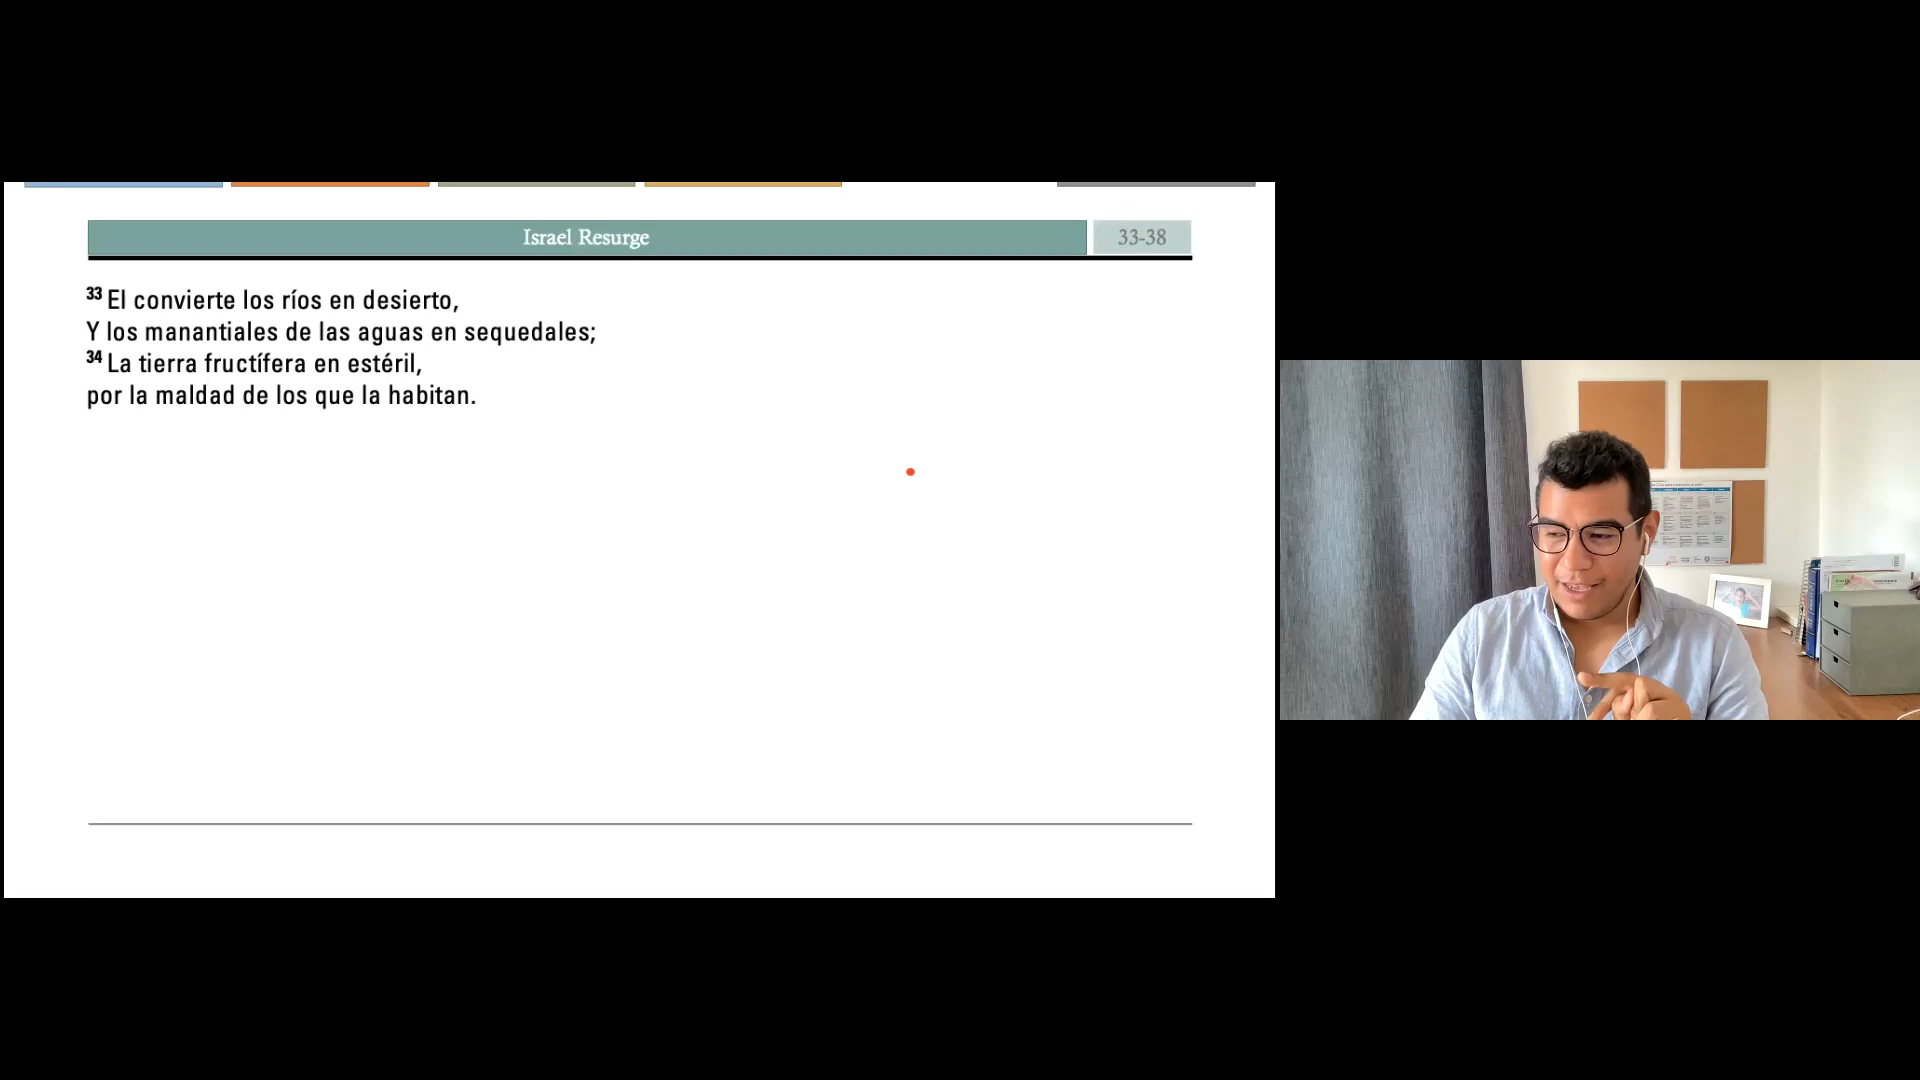 Israel Resurge
33-38
33 El convierte los ríos en desierto,
Y los manantiales de las aguas en sequedales;
34 La tierra fructífera en estéril,
por la maldad de los que la habitan.